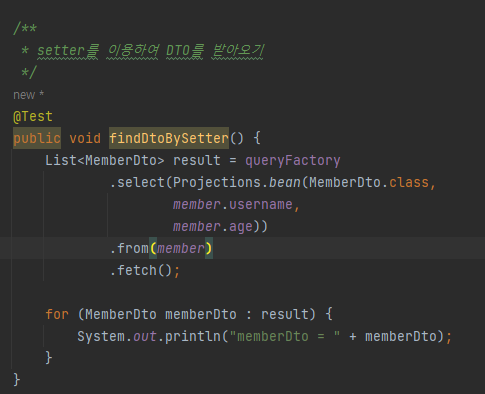 /**
 * setter를 이용하여 DTO를 받아오기
 */
new *
@Test
public void findDtoBySetter() {
    List<MemberDto> result = queryFactory
            .select(Projections.bean(MemberDto.class,
                    member.username,
                    member.age))
            .from(member)
            .fetch();

    for (MemberDto memberDto : result) {
        System.out.println("memberDto = " + memberDto);
    }
}